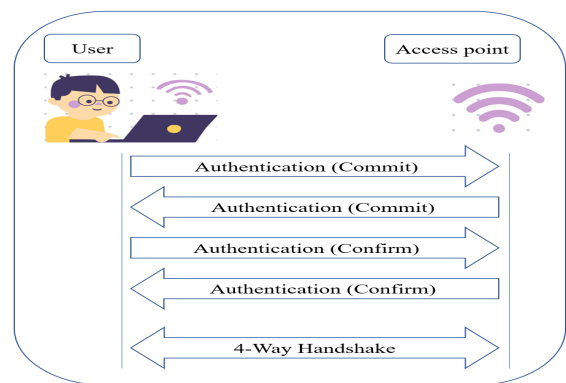 User
Access point
Authentication (Commit)
Authentication (Commit)
Authentication (Confirm)
Authentication (Confirm)
4-Way Handshake